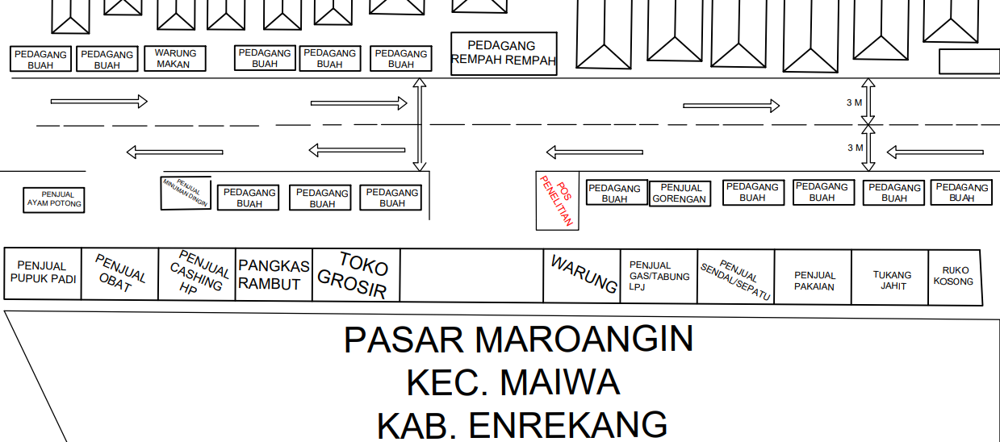 PEDAGANG
BUAH
PEDAGANG
BUAH
WARUNG
MAKAN
PEDAGANG
BUAH
PEDAGANG
BUAH
PEDAGANG
BUAH
PEDAGANG
REMPAH REMPAH
3 M
3 M
PENJUAL
AYAM POTONG
PENJUAL
MINUMAN DINGIN
PEDAGANG
BUAH
PEDAGANG
BUAH
PEDAGANG
BUAH
POS
PENELITIAN
PEDAGANG
BUAH
PENJUAL
GORENGAN
PEDAGANG
BUAH
PEDAGANG
BUAH
PEDAGANG
BUAH
PEDAGANG
BUAH
PENJUAL
PUPUK PADI
PENJUAL
OBAT
PENJUAL
CASHING
HP
PANGKAS
RAMBUT
TOKO
GROSIR
WARUNG
PENJUAL
GAS/TABUNG
LPJ
PENJUAL
SENDAL/SEPATU
PENJUAL
PAKAIAN
TUKANG
JAHIT
RUKO
KOSONG
PASAR MAROANGIN
KEC. MAIWA
KAB. ENREKANG